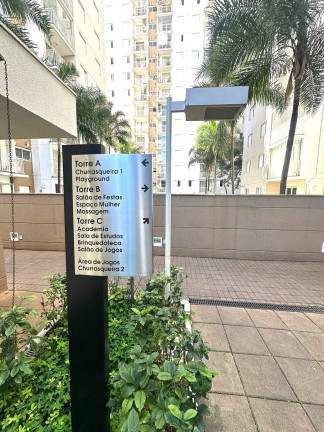 Torre A
Churrasqueira 1
Playground
Torre B
Salão de Festas
Espaço Mulher
Massagem
Torre C
Academia
Sala de Estudos
Brinquedoteca
Salão de Jogos
Área de Jogos
Churrasqueira 2